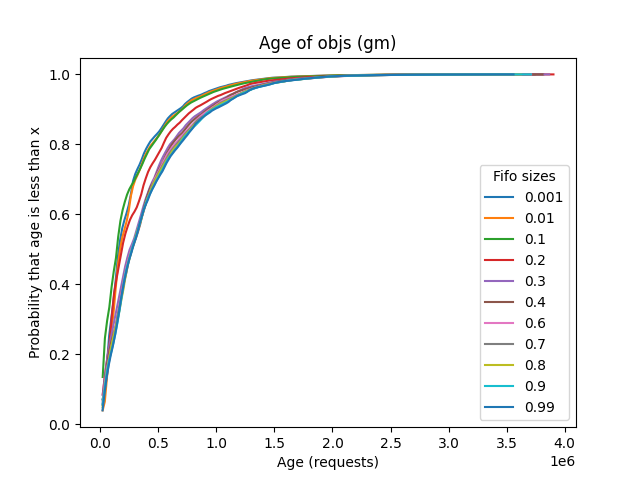 Age of objs (gm)
Probability that age is less than x
1.0
0.8
0.6
0.4
0.2
0.0
Fifo sizes
0.001
0.01
0.1
0.2
0.3
0.4
0.6
0.7
0.8
0.9
0.99
0.0 0.5 1.0 1.5 2.0 2.5 3.0 3.5 4.0
1e6
Age (requests)